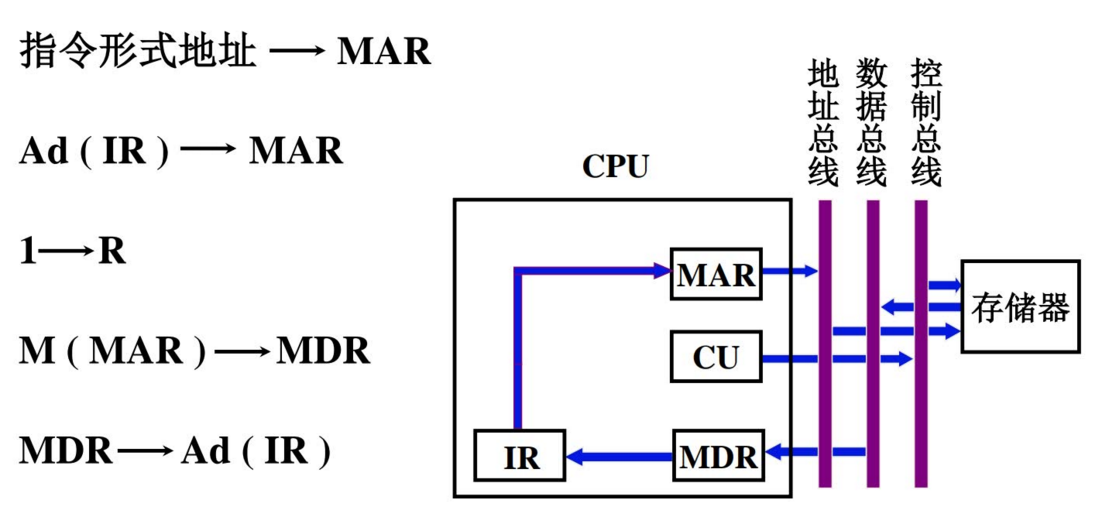 指令形式地址 → MAR
Ad ( IR ) → MAR
1→R
M ( MAR ) → MDR
MDR → Ad ( IR )
CPU
地址总线
数据总线
控制总线
MAR
CU
IR
MDR
存储器